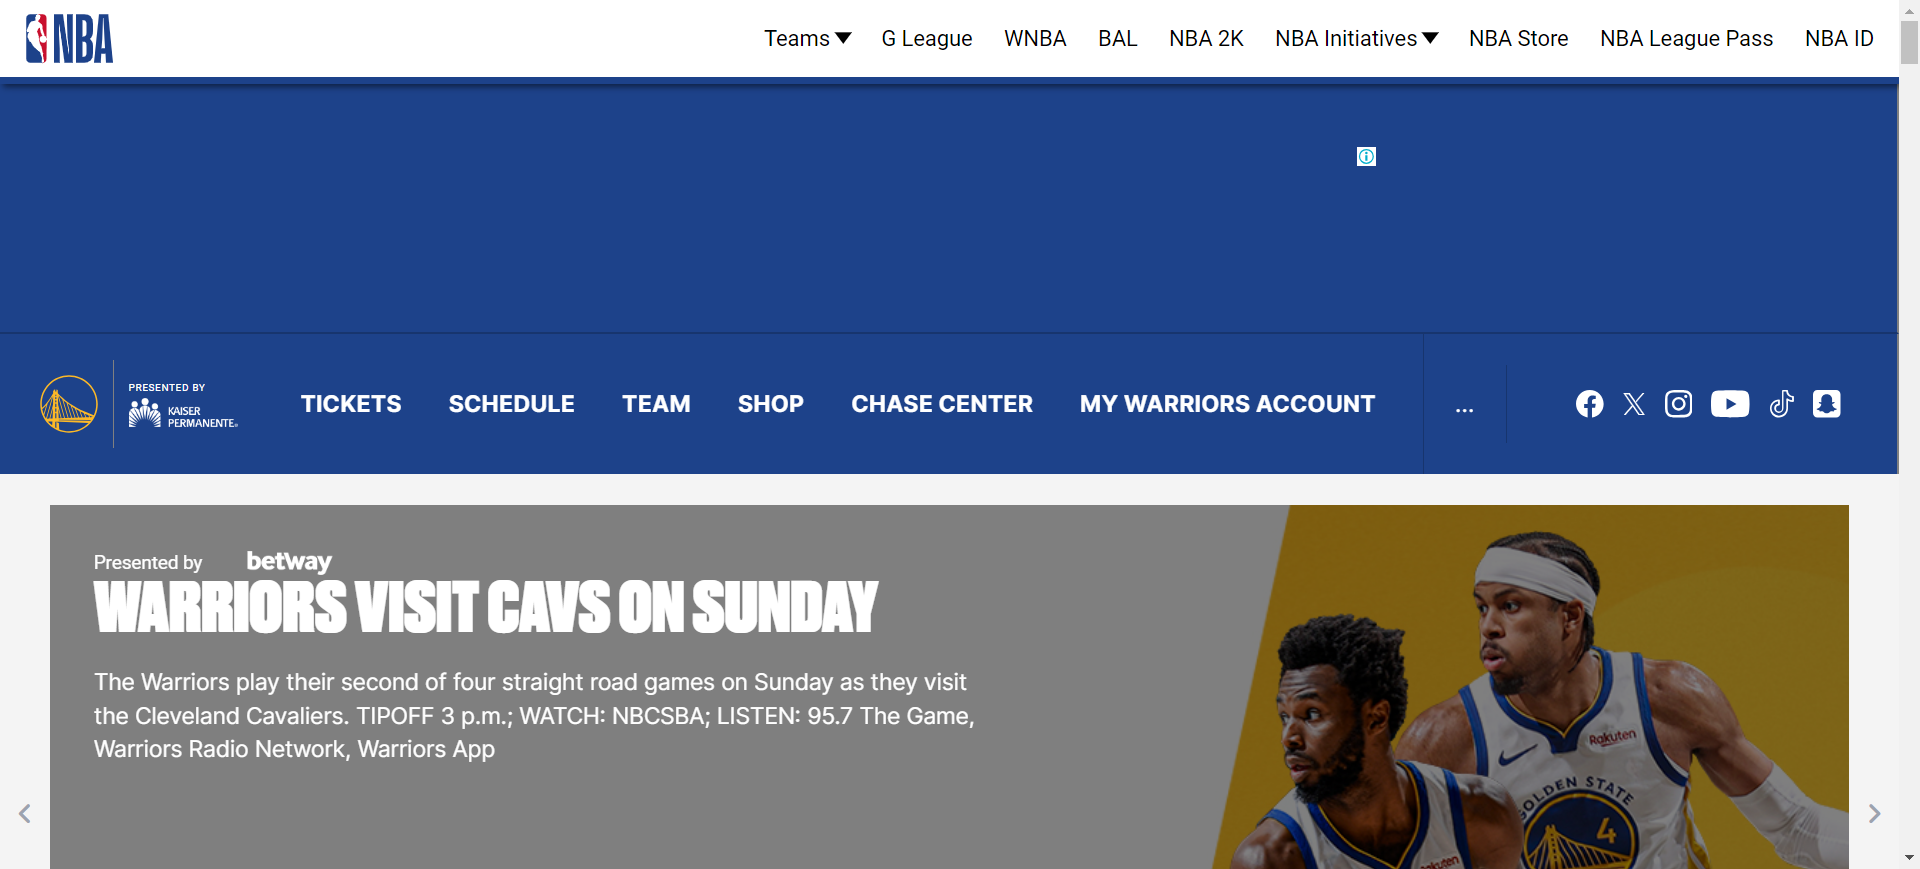 NBA
Teams G League WNBA BAL NBA 2K NBA Initiatives NBA Store NBA League Pass NBA ID
PRESENTED BY
KAISER
PERMANENTE
TICKETS SCHEDULE TEAM SHOP CHASE CENTER MY WARRIORS ACCOUNT ...
Presented by betway
WARRIORS VISIT CAVS ON SUNDAY
The Warriors play their second of four straight road games on Sunday as they visit
the Cleveland Cavaliers. TIPOFF 3 p.m.; WATCH: NBCSBA; LISTEN: 95.7 The Game,
Warriors Radio Network, Warriors App
Rakuten
GOLDEN STATE
4
Rakuten